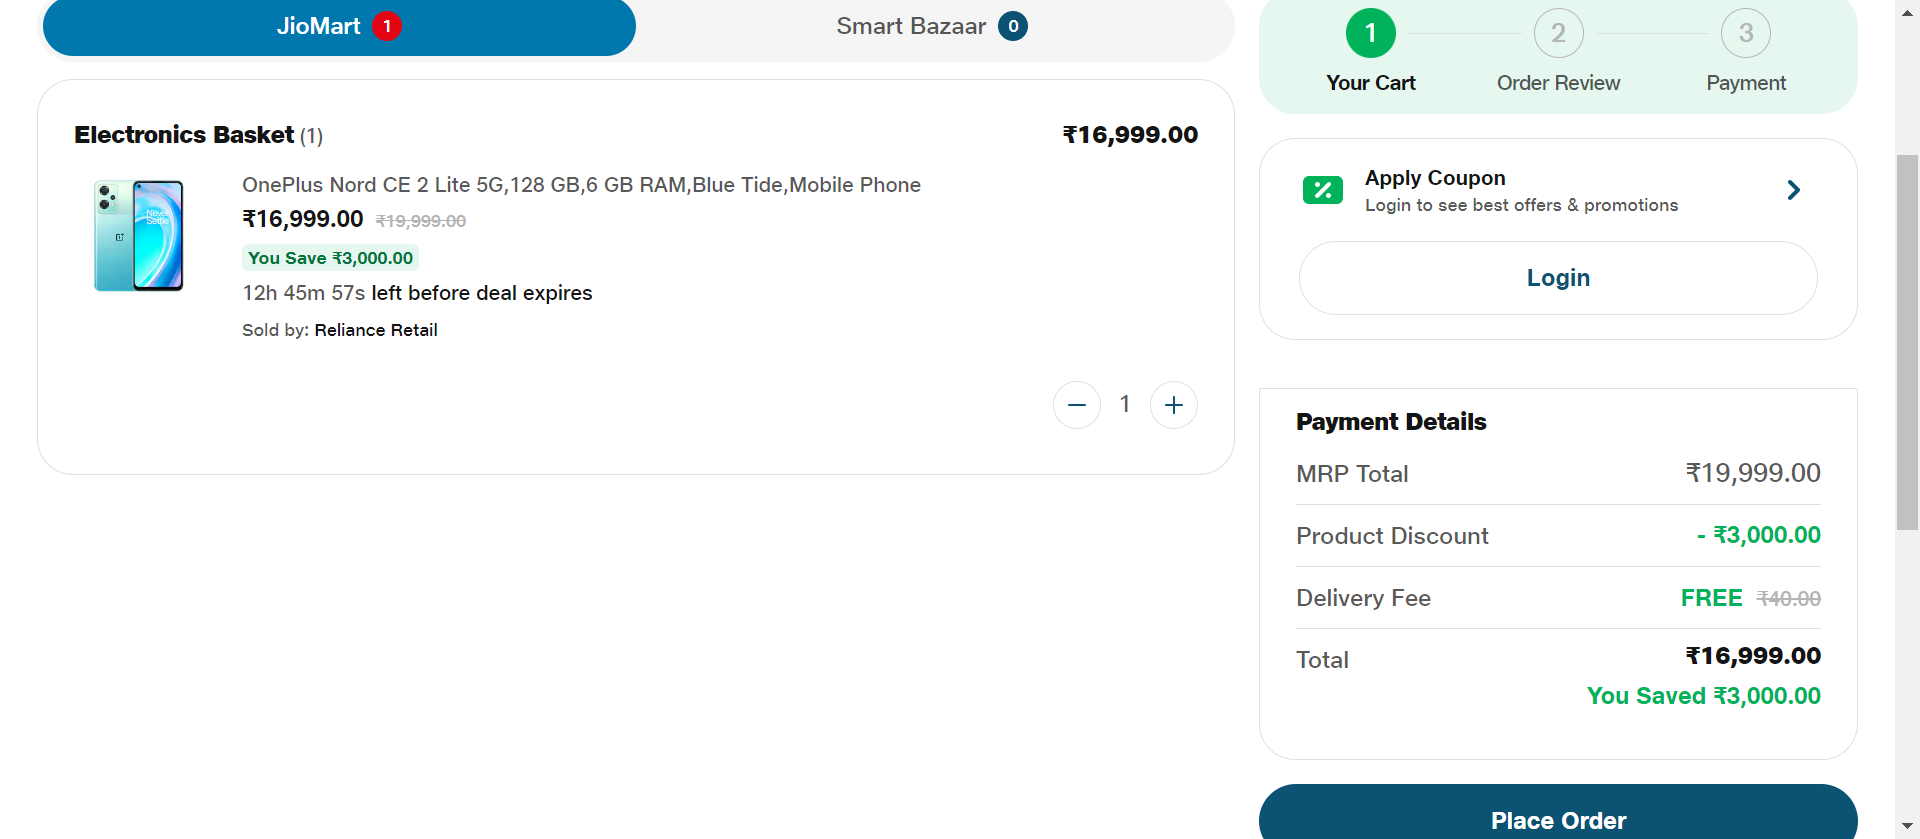 JioMart 1
Smart Bazaar 0
1 2 3
Your Cart Order Review Payment
Electronics Basket (1) ₹16,999.00
OnePlus Nord CE 2 Lite 5G,128 GB,6 GB RAM,Blue Tide,Mobile Phone
₹16,999.00 ₹19,999.00
You Save ₹3,000.00
12h 45m 57s left before deal expires
Sold by: Reliance Retail
1
Never
Settle
Apply Coupon
Login to see best offers & promotions
Login
Payment Details
MRP Total ₹19,999.00
Product Discount - ₹3,000.00
Delivery Fee FREE ₹40.00
Total ₹16,999.00
You Saved ₹3,000.00
Place Order